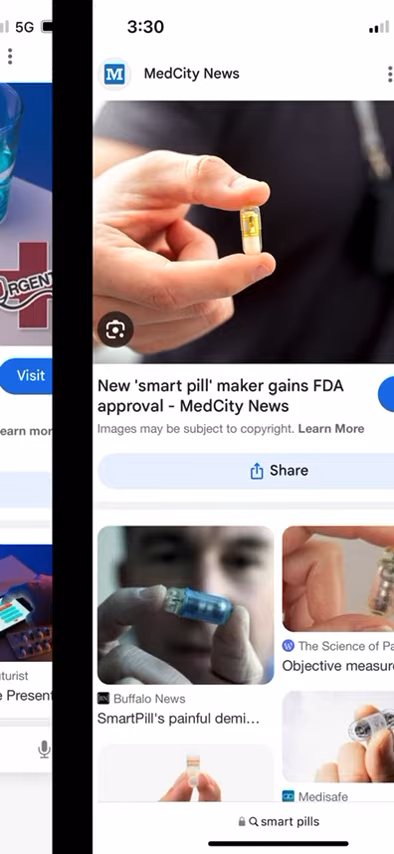 5G
Visit
3:30
M MedCity News
New 'smart pill' maker gains FDA
approval - MedCity News
Images may be subject to copyright. Learn More
Share
Buffalo News
SmartPill's painful demi...
The Science of Pa
Objective measur
Medisafe
smart pills